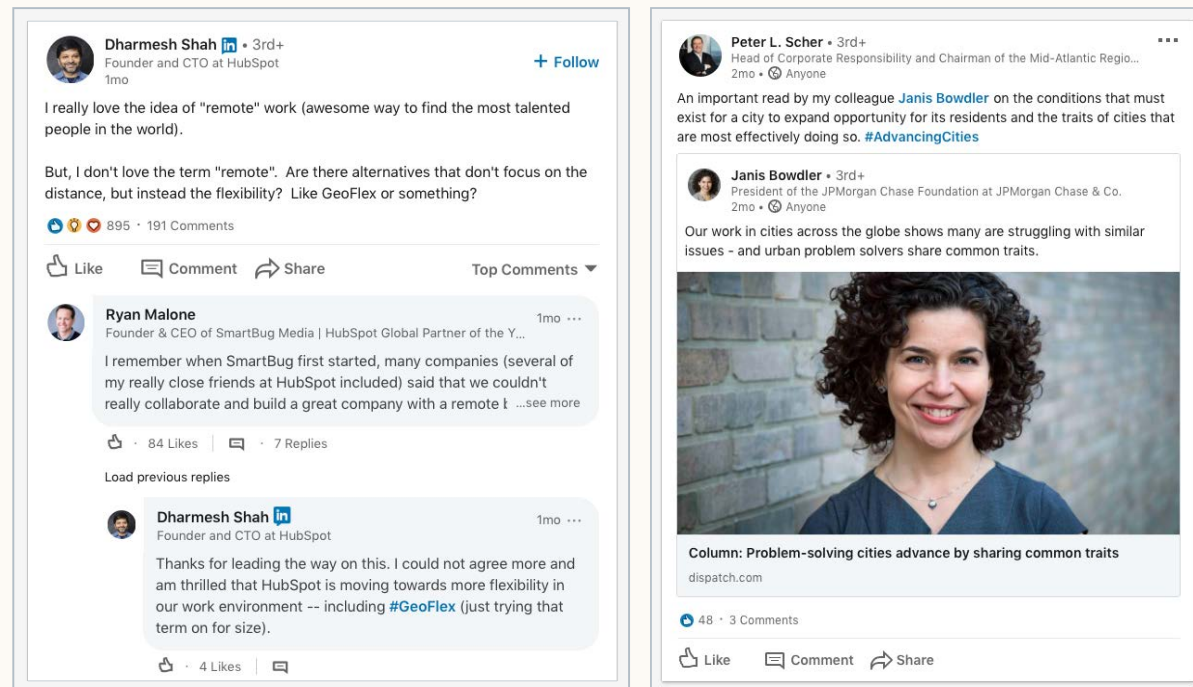 Dharmesh Shah in • 3rd+
Founder and CTO at HubSpot
1mo
+ Follow
I really love the idea of "remote" work (awesome way to find the most talented
people in the world).
But, I don't love the term "remote".  Are there alternatives that don't focus on the
distance, but instead the flexibility?  Like GeoFlex or something?
895 · 191 Comments
Like
Comment
Share
Top Comments
Ryan Malone
1mo ...
Founder & CEO of SmartBug Media | HubSpot Global Partner of the Y...
I remember when SmartBug first started, many companies (several of
my really close friends at HubSpot included) said that we couldn't
really collaborate and build a great company with a remote ...see more
· 84 Likes | · 7 Replies
Load previous replies
Dharmesh Shah in
1mo ...
Founder and CTO at HubSpot
Thanks for leading the way on this. I could not agree more and
am thrilled that HubSpot is moving towards more flexibility in
our work environment -- including #GeoFlex (just trying that
term on for size).
· 4 Likes |
Peter L. Scher • 3rd+
Head of Corporate Responsibility and Chairman of the Mid-Atlantic Regio...
2mo • Anyone
An important read by my colleague Janis Bowdler on the conditions that must
exist for a city to expand opportunity for its residents and the traits of cities that
are most effectively doing so. #AdvancingCities
Janis Bowdler • 3rd+
President of the JPMorgan Chase Foundation at JPMorgan Chase & Co.
2mo • Anyone
Our work in cities across the globe shows many are struggling with similar
issues - and urban problem solvers share common traits.
Column: Problem-solving cities advance by sharing common traits
dispatch.com
48 · 3 Comments
Like
Comment
Share